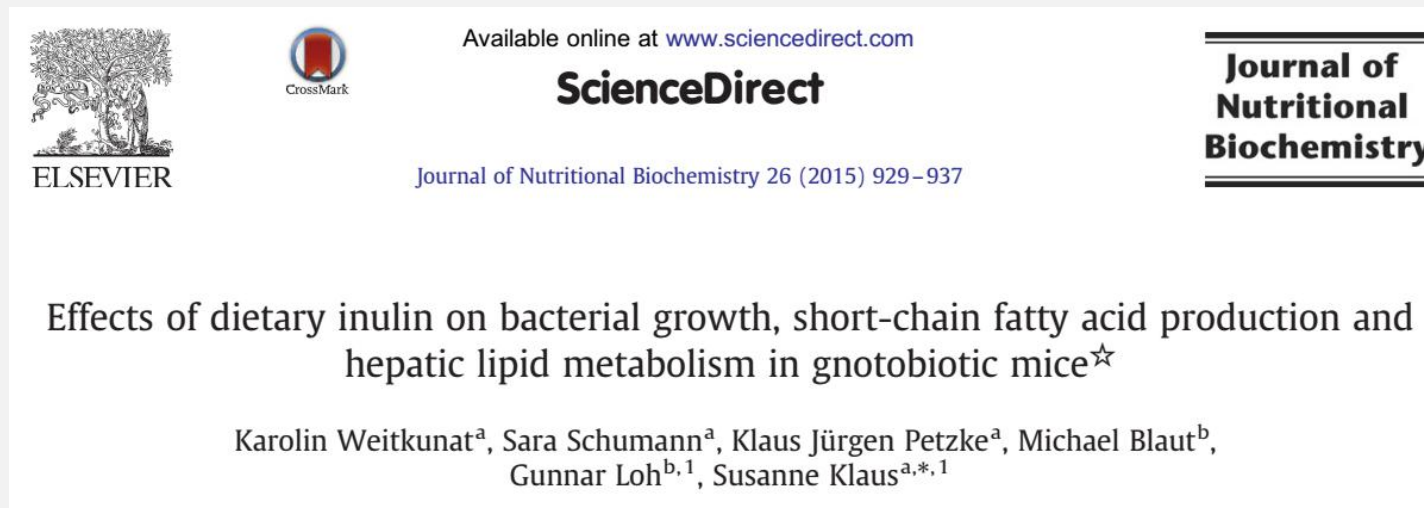 ELSEVIER
CrossMark
Available online at www.sciencedirect.com
ScienceDirect
Journal of Nutritional Biochemistry 26 (2015) 929–937
Journal of
Nutritional
Biochemistry
Effects of dietary inulin on bacterial growth, short-chain fatty acid production and
hepatic lipid metabolism in gnotobiotic mice☆
Karolin Weitkunatᵃ, Sara Schumannᵃ, Klaus Jürgen Petzkeᵃ, Michael Blautᵇ,
Gunnar Lohᵇ,¹, Susanne Klausᵃ,*,¹